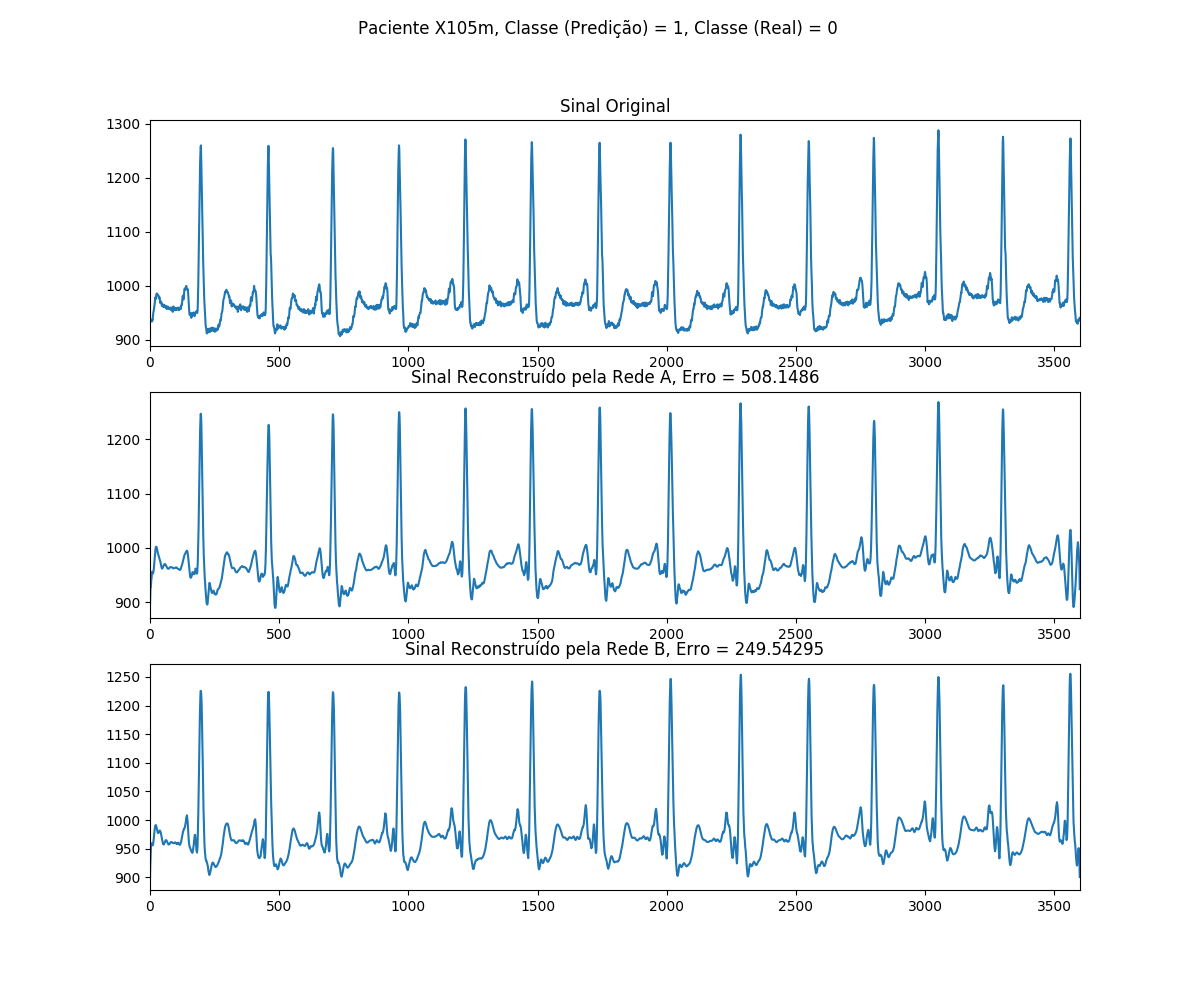 Paciente X105m, Classe (Predição) = 1, Classe (Real) = 0
Sinal Original
1300
1200
1100
1000
900
0 500 1000 1500 2000 2500 3000 3500
Sinal Reconstruído pela Rede A, Erro = 508.1486
1200
1100
1000
900
0 500 1000 1500 2000 2500 3000 3500
Sinal Reconstruído pela Rede B, Erro = 249.54295
1250
1200
1150
1100
1050
1000
950
900
0 500 1000 1500 2000 2500 3000 3500